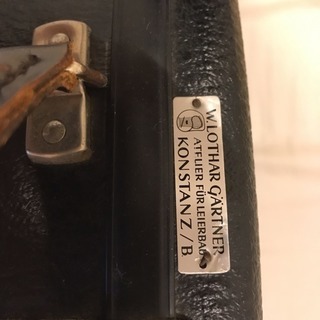 W. LOTHAR GÄRTNER
ATELIER FÜR LEIERBAU
KONSTANZ/B